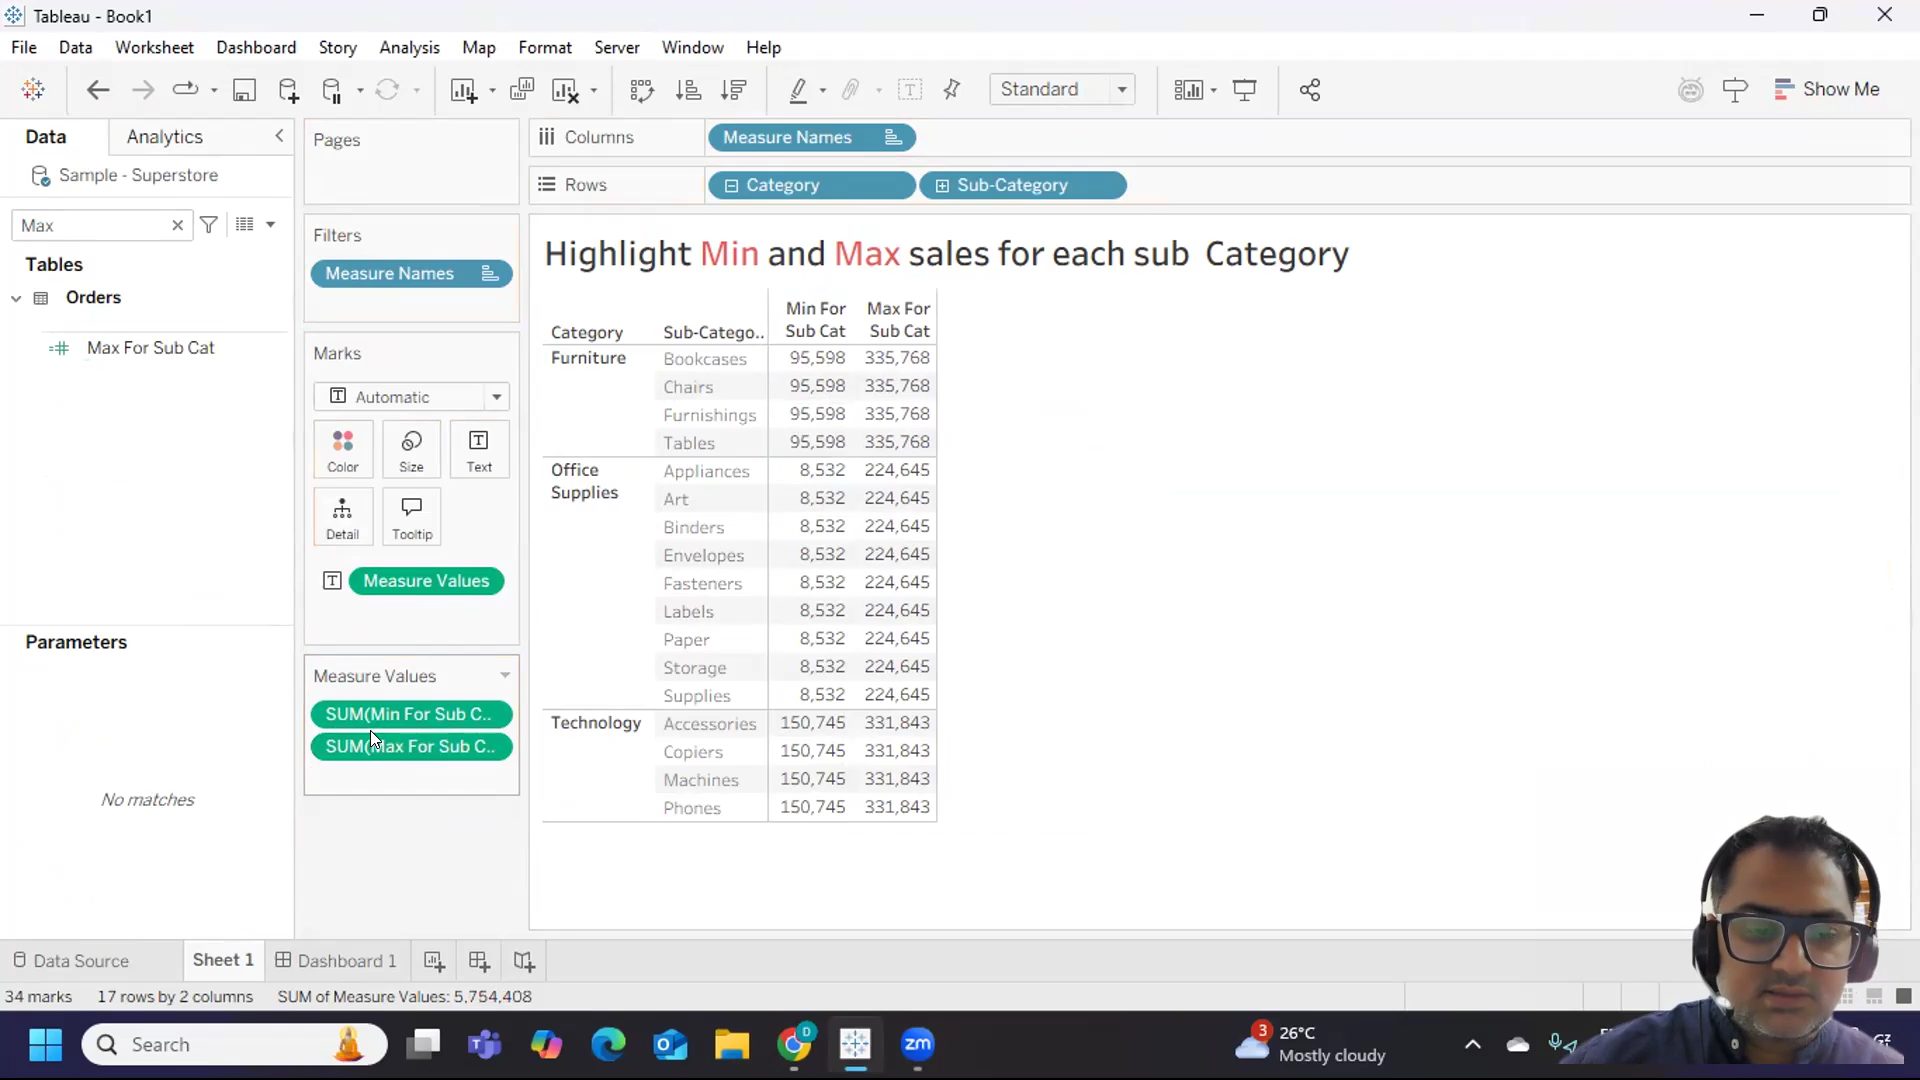 Tableau - Book1
File Data Worksheet Dashboard Story Analysis Map Format Server Window Help
Standard
Show Me
Data Analytics
Pages
Columns
Measure Names
Sample - Superstore
Rows
Category
Sub-Category
Max
Filters
Measure Names
Highlight Min and Max sales for each sub Category
Tables
Orders
Max For Sub Cat
Marks
Automatic
Color Size Text
Detail Tooltip
Measure Values
Category Sub-Catego.. Min For Sub Cat Max For Sub Cat
Furniture Bookcases 95,598 335,768
Chairs 95,598 335,768
Furnishings 95,598 335,768
Tables 95,598 335,768
Office Supplies Appliances 8,532 224,645
Art 8,532 224,645
Binders 8,532 224,645
Envelopes 8,532 224,645
Fasteners 8,532 224,645
Labels 8,532 224,645
Paper 8,532 224,645
Storage 8,532 224,645
Supplies 8,532 224,645
Technology Accessories 150,745 331,843
Copiers 150,745 331,843
Machines 150,745 331,843
Phones 150,745 331,843
Parameters
No matches
Measure Values
SUM(Min For Sub C..
SUM(Max For Sub C..
Data Source Sheet 1 Dashboard 1
34 marks 17 rows by 2 columns SUM of Measure Values: 5,754,408
Search
D
zm
3
26°C
Mostly cloudy